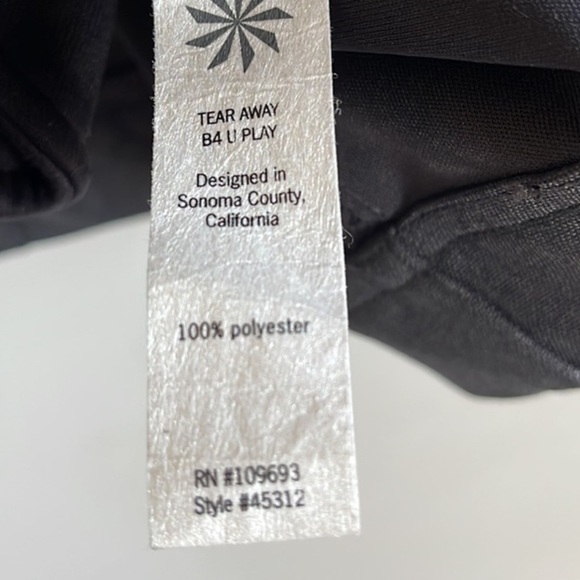 TEAR AWAY
B4 U PLAY
Designed in
Sonoma County,
California
100% polyester
RN #109693
Style #45312